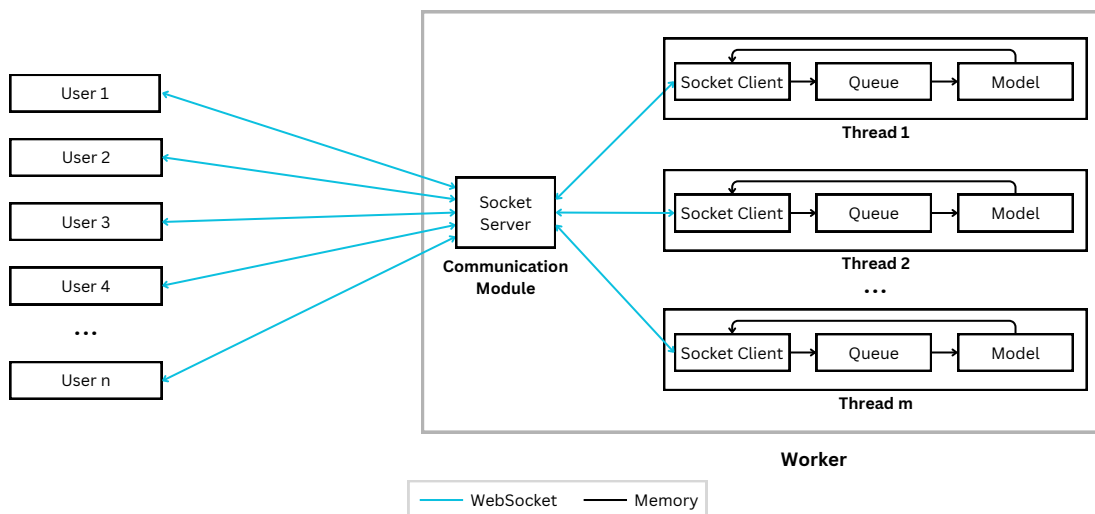 User 1
User 2
User 3
User 4
...
User n
Socket
Server
Communication
Module
Socket Client
Queue
Model
Thread 1
Socket Client
Queue
Model
Thread 2
...
Socket Client
Queue
Model
Thread m
Worker
WebSocket
Memory